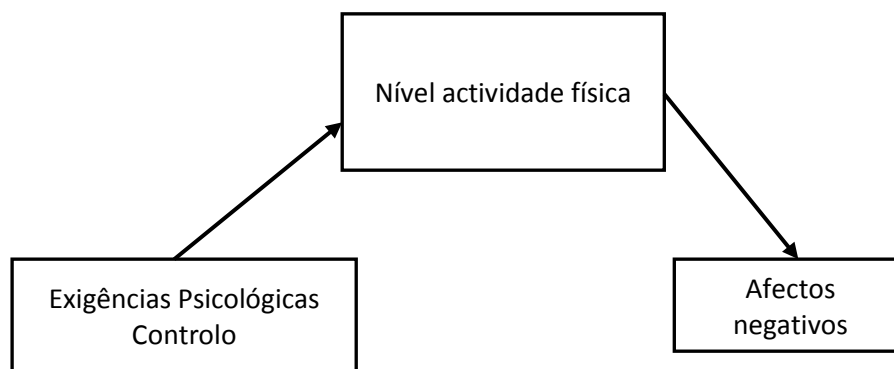 Nível actividade física
Exigências Psicológicas
Controlo
Afectos
negativos